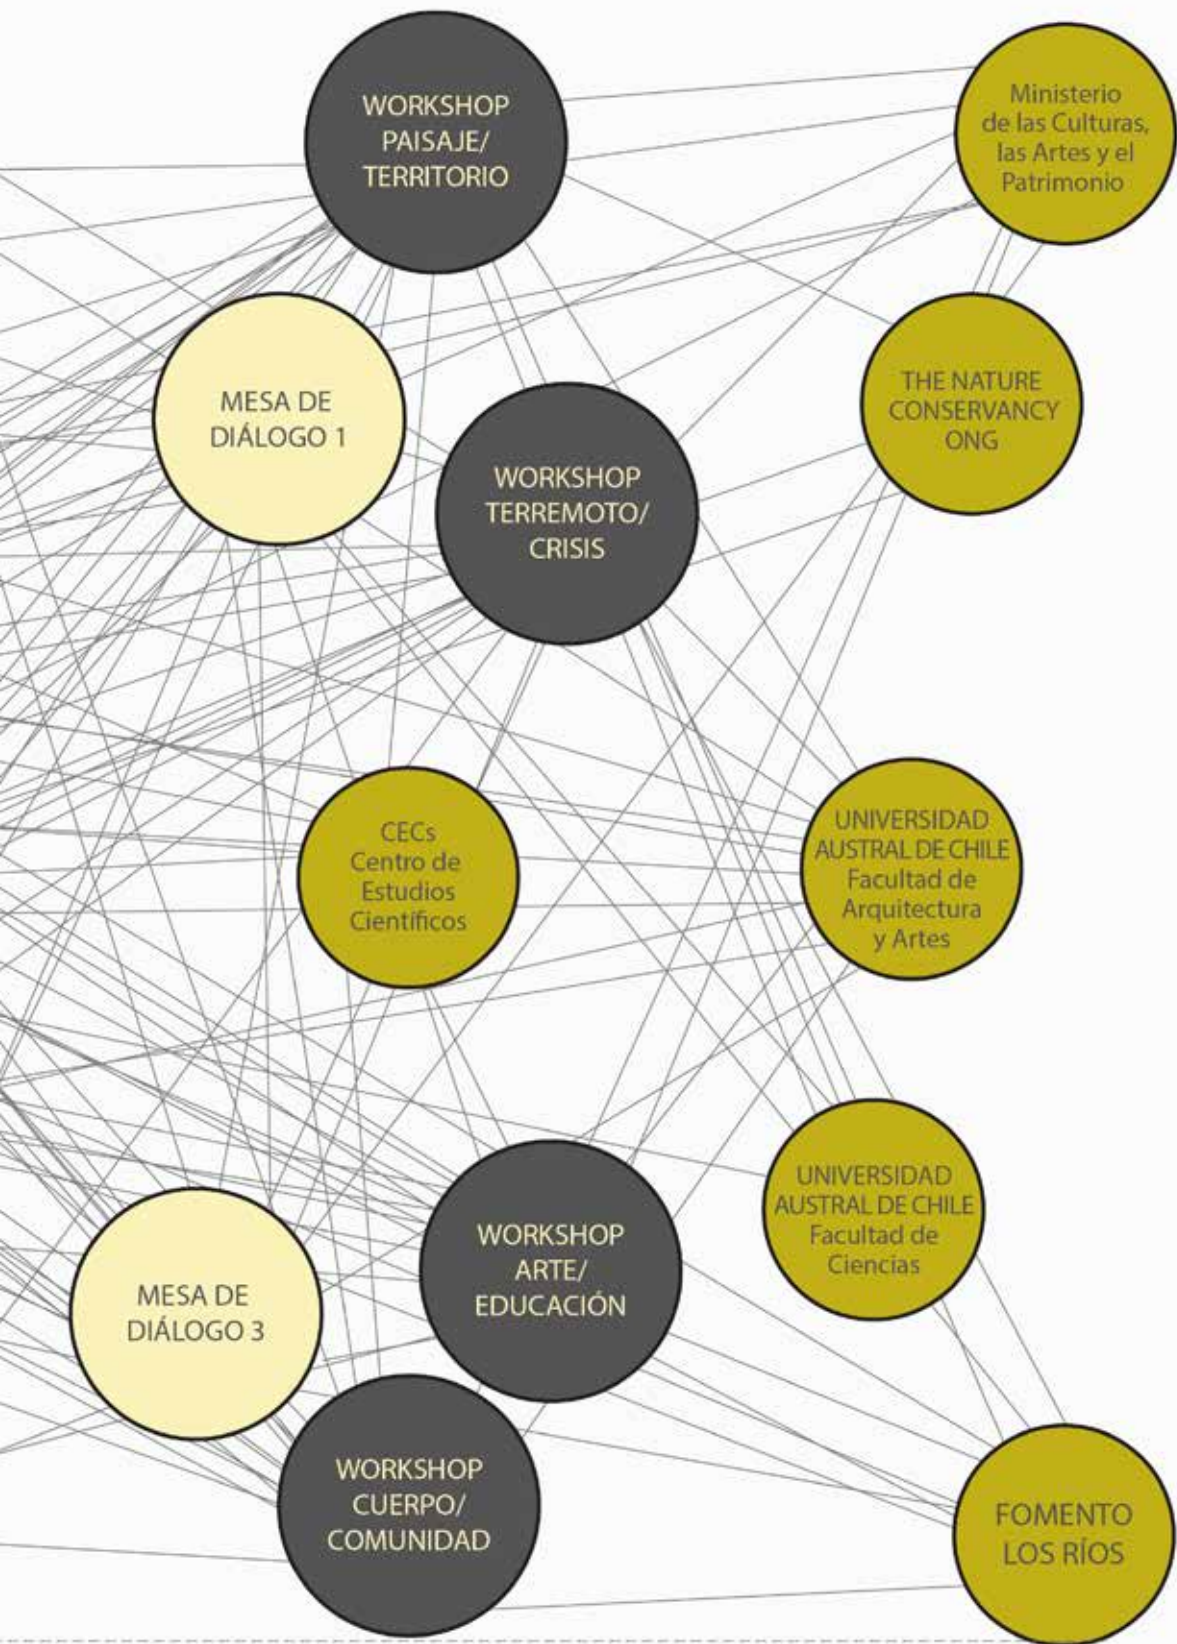 WORKSHOP
PAISAJE/
TERRITORIO
Ministerio
de las Culturas,
las Artes y el
Patrimonio
MESA DE
DIÁLOGO 1
THE NATURE
CONSERVANCY
ONG
WORKSHOP
TERREMOTO/
CRISIS
CECs
Centro de
Estudios
Científicos
UNIVERSIDAD
AUSTRAL DE CHILE
Facultad de
Arquitectura
y Artes
UNIVERSIDAD
AUSTRAL DE CHILE
Facultad de
Ciencias
WORKSHOP
ARTE/
EDUCACIÓN
MESA DE
DIÁLOGO 3
WORKSHOP
CUERPO/
COMUNIDAD
FOMENTO
LOS RÍOS